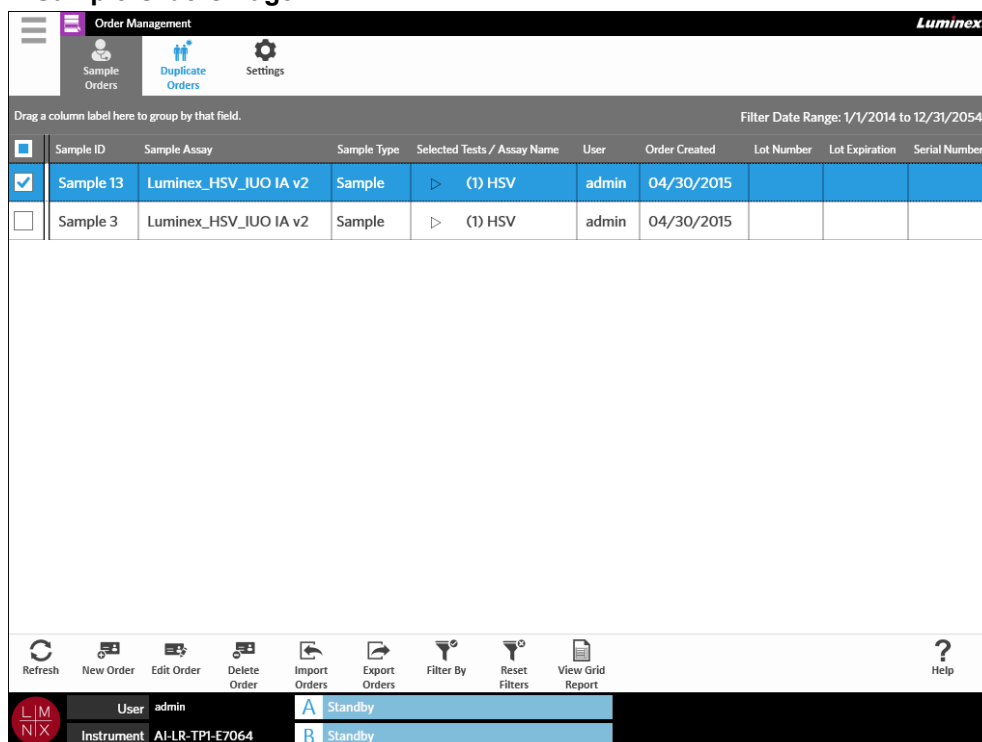 Order Management
Luminex
Sample Orders
Duplicate Orders
Settings
Drag a column label here to group by that field.
Filter Date Range: 1/1/2014 to 12/31/2054
Sample ID Sample Assay Sample Type Selected Tests / Assay Name User Order Created Lot Number Lot Expiration Serial Number
Sample 13 Luminex_HSV_IUO IA v2 Sample (1) HSV admin 04/30/2015
Sample 3 Luminex_HSV_IUO IA v2 Sample (1) HSV admin 04/30/2015
Refresh
New Order
Edit Order
Delete Order
Import Orders
Export Orders
Filter By
Reset Filters
View Grid Report
? Help
LM
NX
User admin
A Standby
Instrument AI-LR-TP1-E7064
B Standby